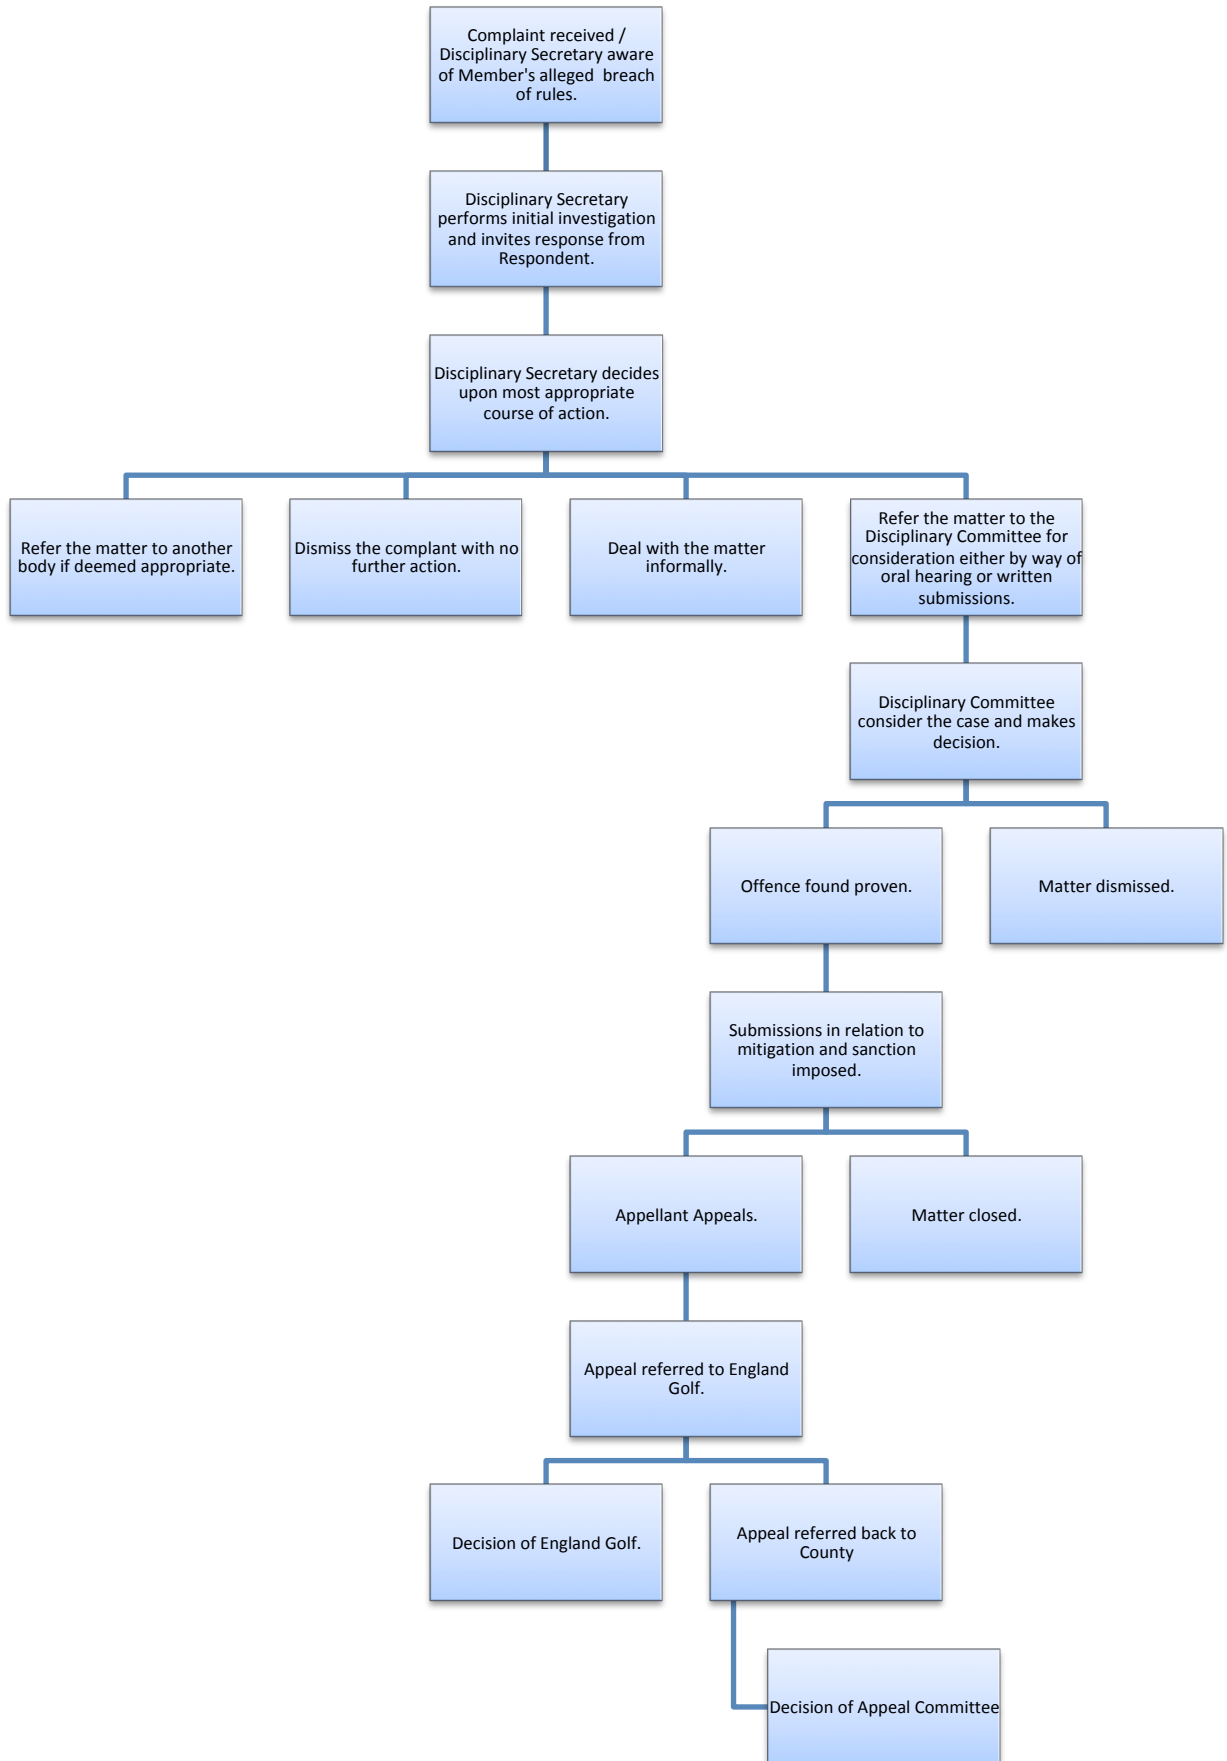 Complaint received /
Disciplinary Secretary aware
of Member's alleged  breach
of rules.
Disciplinary Secretary
performs initial investigation
and invites response from
Respondent.
Disciplinary Secretary decides
upon most appropriate
course of action.
Refer the matter to another
body if deemed appropriate.
Dismiss the complant with no
further action.
Deal with the matter
informally.
Refer the matter to the
Disciplinary Committee for
consideration either by way of
oral hearing or written
submissions.
Disciplinary Committee
consider the case and makes
decision.
Offence found proven.
Matter dismissed.
Submissions in relation to
mitigation and sanction
imposed.
Appellant Appeals.
Matter closed.
Appeal referred to England
Golf.
Decision of England Golf.
Appeal referred back to
County
Decision of Appeal Committee